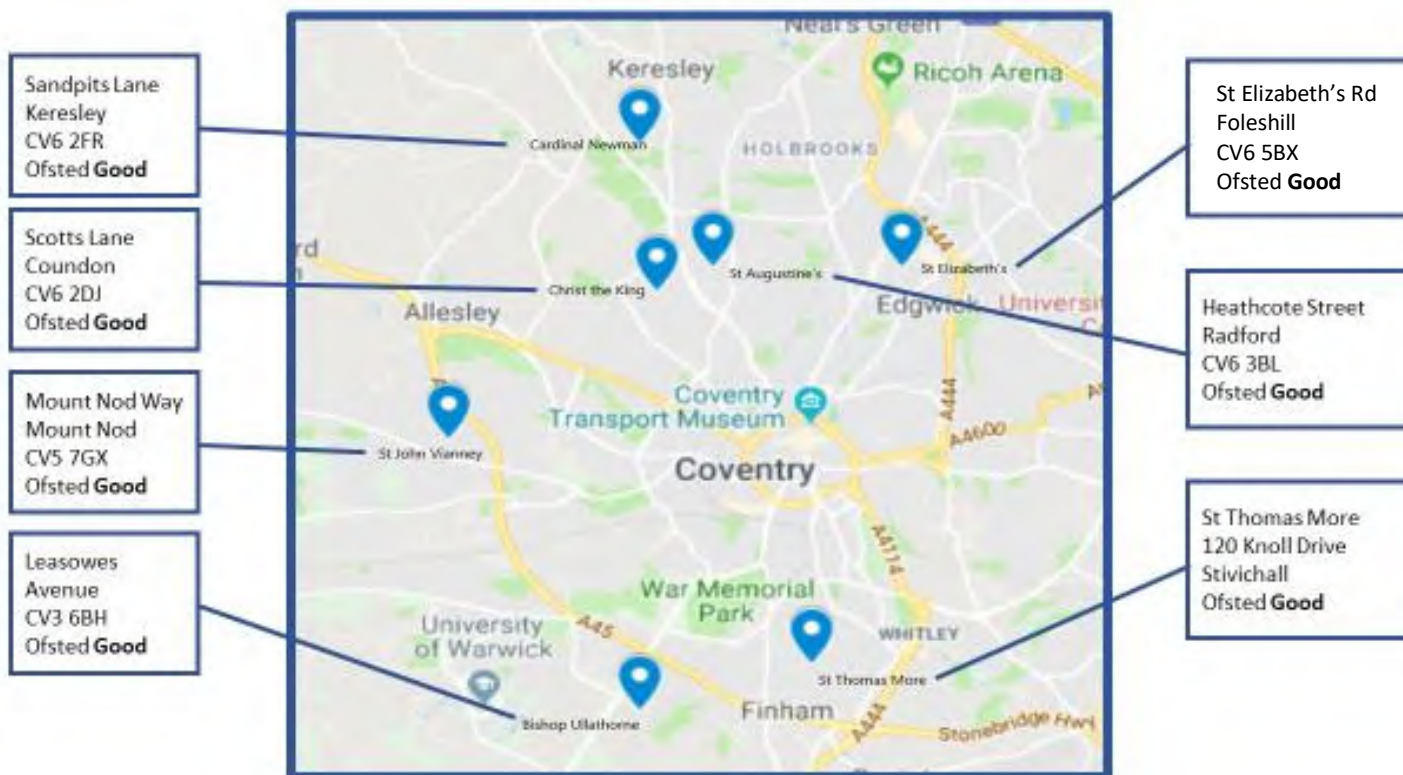 Sandpits Lane
Keresley
CV6 2FR
Ofsted Good
Scotts Lane
Coundon
CV6 2DJ
Ofsted Good
Mount Nod Way
Mount Nod
CV5 7GX
Ofsted Good
Leasowes
Avenue
CV3 6BH
Ofsted Good
Neal's Green
Keresley
Ricoh Arena
Cardinal Newman
HOLBROOKS
A444
St Augustine's
St Elizabeth's
Christ the King
Edgwick
Allesley
Coventry
Transport Museum
A444
A4600
St John Vianney
Coventry
A4114
War Memorial
Park
A45
University
of Warwick
WHITLEY
St Thomas More
Bishop Ullathorne
Finham
A444
Stonebridge Hwy
St Elizabeth's Rd
Foleshill
CV6 5BX
Ofsted Good
Heathcote Street
Radford
CV6 3BL
Ofsted Good
St Thomas More
120 Knoll Drive
Stivichall
Ofsted Good